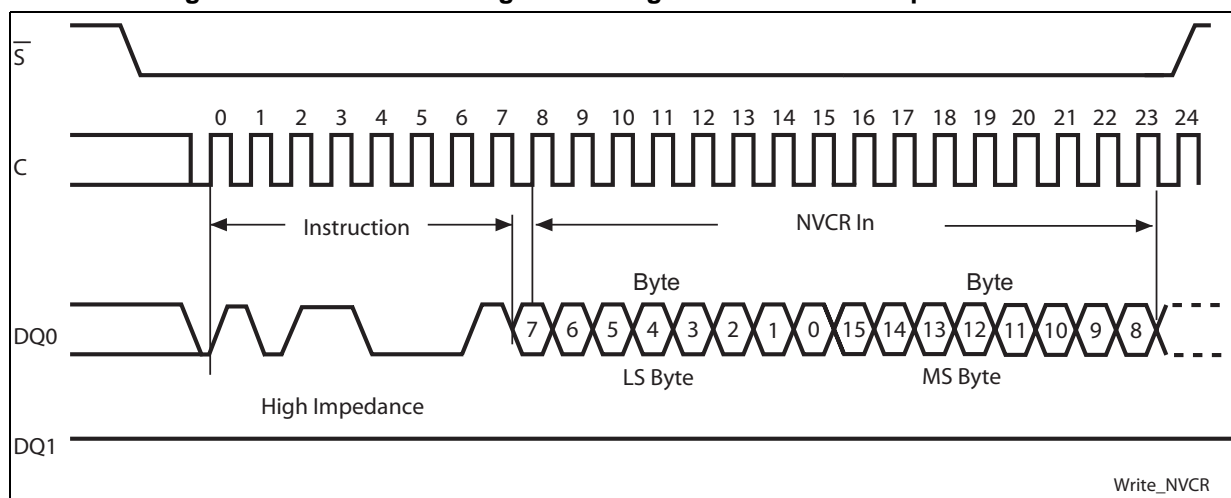 S
0 1 2 3 4 5 6 7 8 9 10 11 12 13 14 15 16 17 18 19 20 21 22 23 24
C
Instruction NVCR In
Byte Byte
DQ0 7 6 5 4 3 2 1 0 15 14 13 12 11 10 9 8
LS Byte MS Byte
High Impedance
DQ1
Write_NVCR